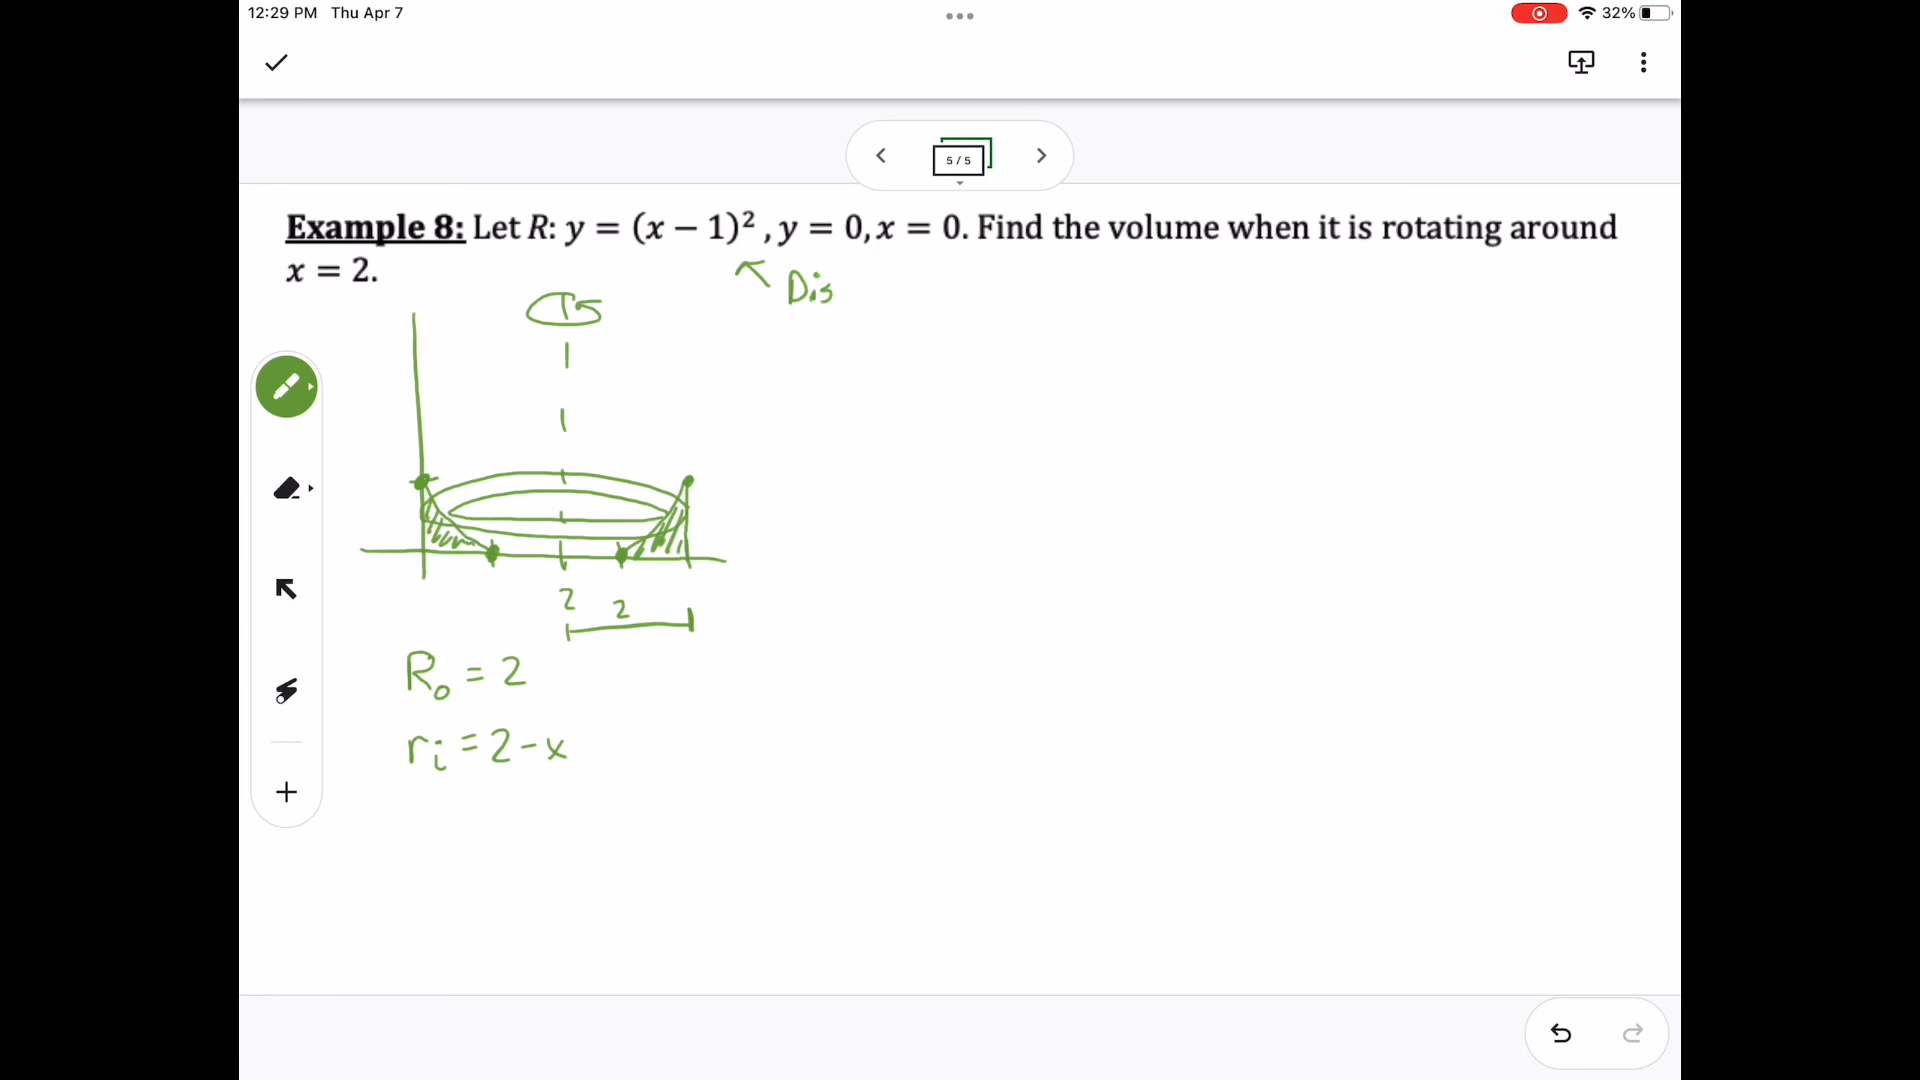 12:29 PM Thu Apr 7
32%
5 / 5
Example 8: Let R: y = (x − 1)² , y = 0, x = 0. Find the volume when it is rotating around
x = 2.
Dis
2
2
R₀ = 2
rᵢ = 2 - x